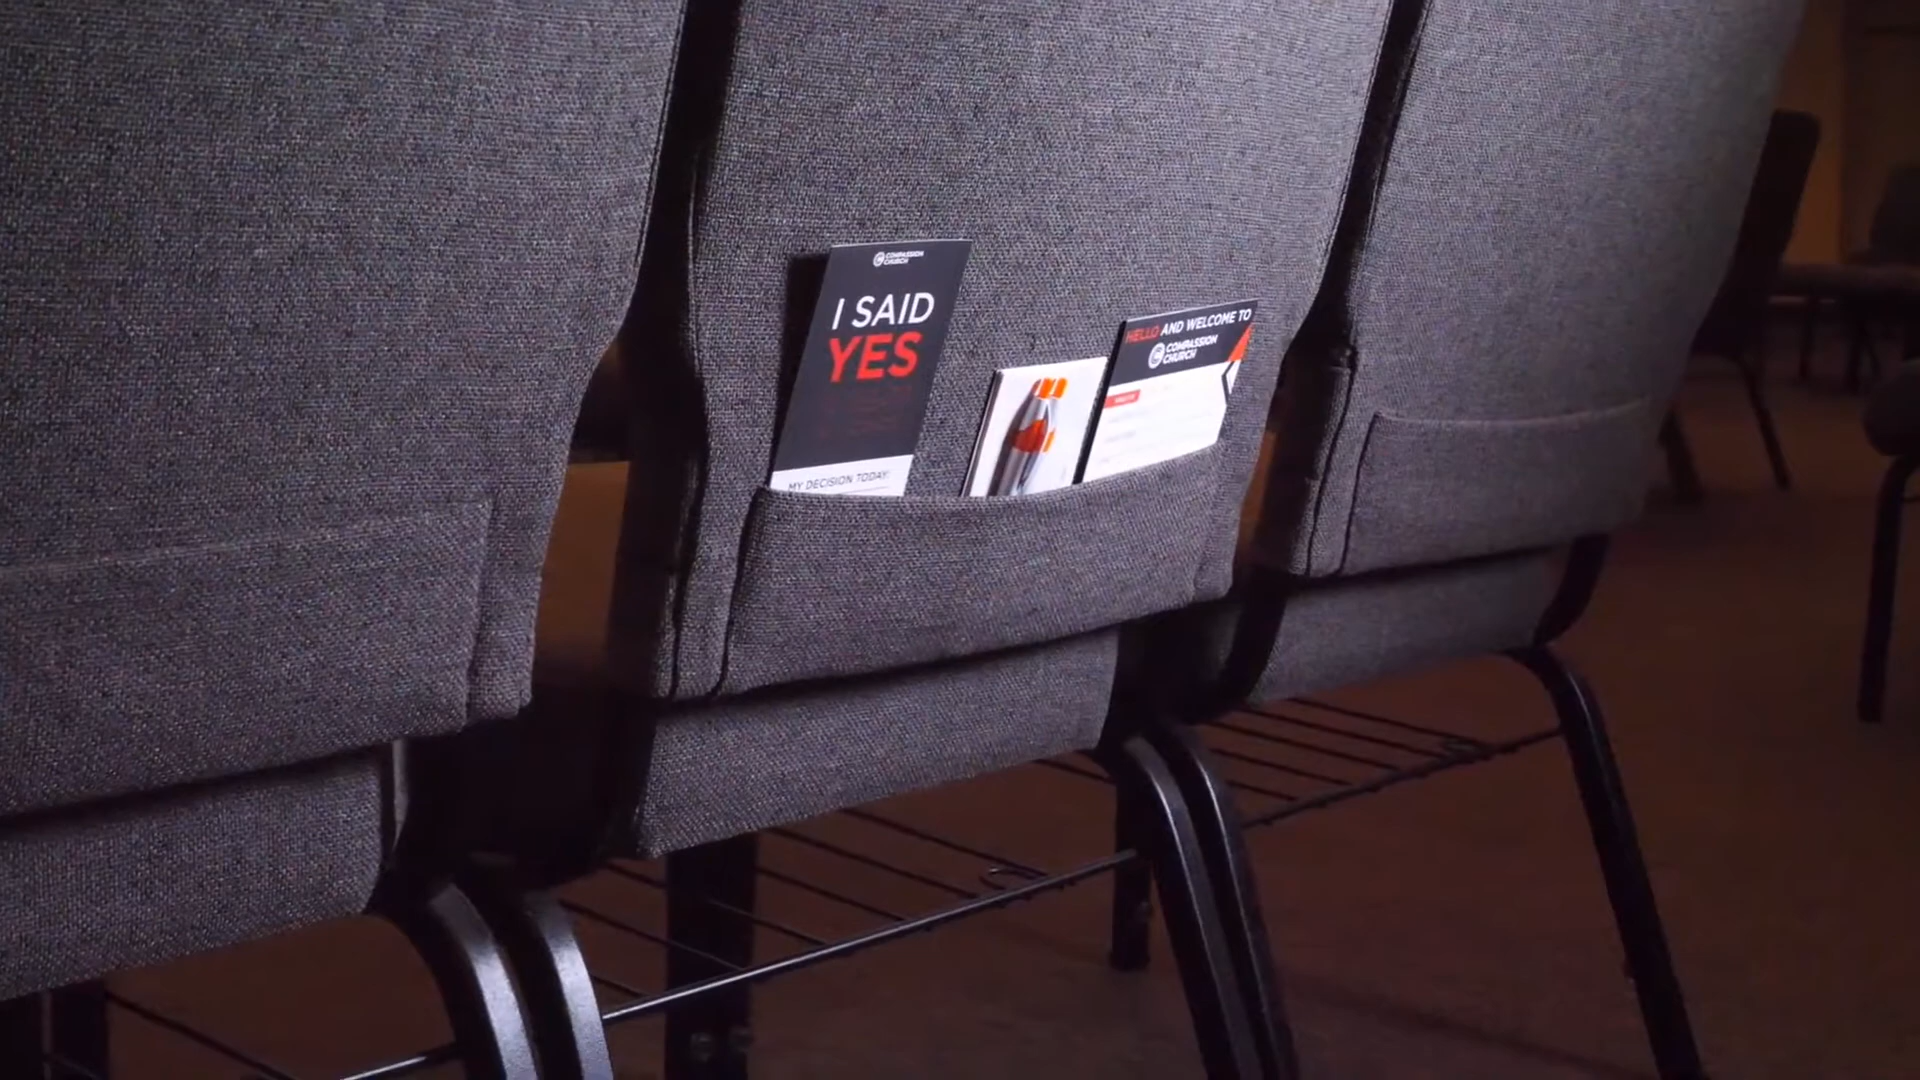 COMPASSION
CHURCH
I SAID
YES
MY DECISION TODAY:
HELLO AND WELCOME TO
COMPASSION
CHURCH